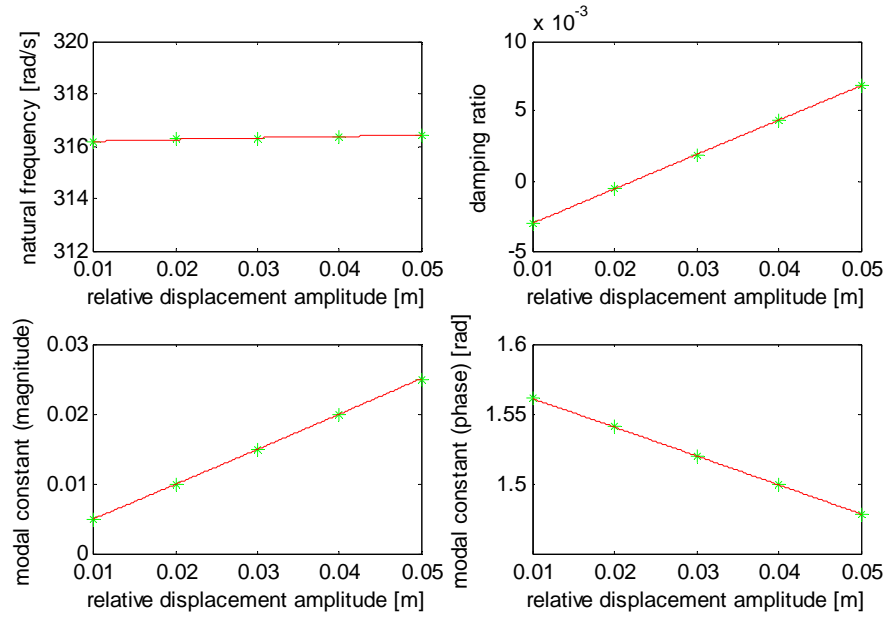 320
318
316
314
312
natural frequency [rad/s]
0.01 0.02 0.03 0.04 0.05
relative displacement amplitude [m]
x 10^-3
10
5
0
-5
damping ratio
0.01 0.02 0.03 0.04 0.05
relative displacement amplitude [m]
0.03
0.02
0.01
0
modal constant (magnitude)
0.01 0.02 0.03 0.04 0.05
relative displacement amplitude [m]
1.6
1.55
1.5
modal constant (phase) [rad]
0.01 0.02 0.03 0.04 0.05
relative displacement amplitude [m]